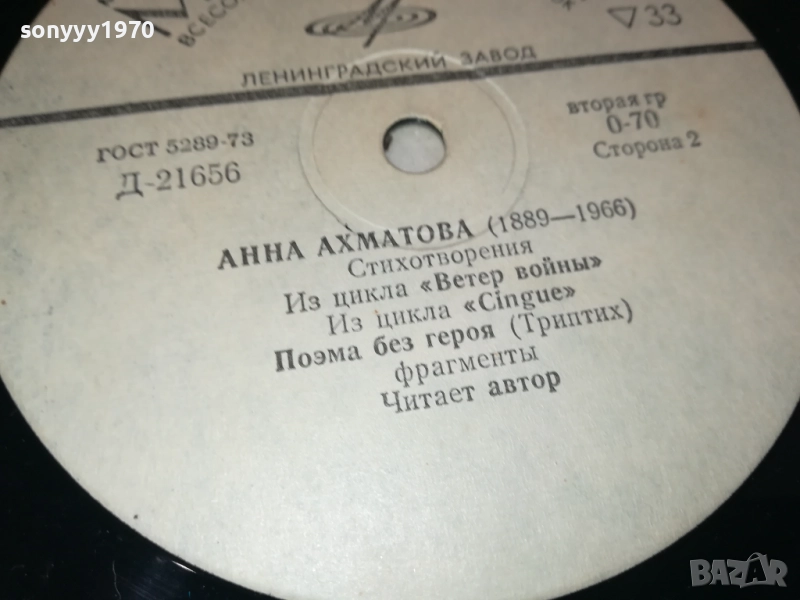 sonyyy1970
▽33
ЛЕНИНГРАДСКИЙ ЗАВОД
ГОСТ 5289-73
Д-21656
вторая гр
0-70
Сторона 2
АННА АХМАТОВА (1889—1966)
Стихотворения
Из цикла «Ветер войны»
Из цикла «Cingue»
Поэма без героя (Триптих)
фрагменты
Читает автор
BAZAR